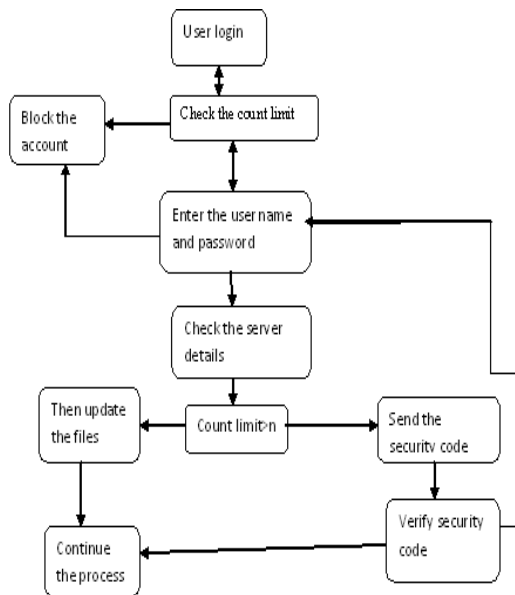 User login
Check the count limit
Block the
account
Enter the user name
and password
Check the server
details
Then update
the files
Count limit>n
Send the
security code
Verify security
code
Continue
the process